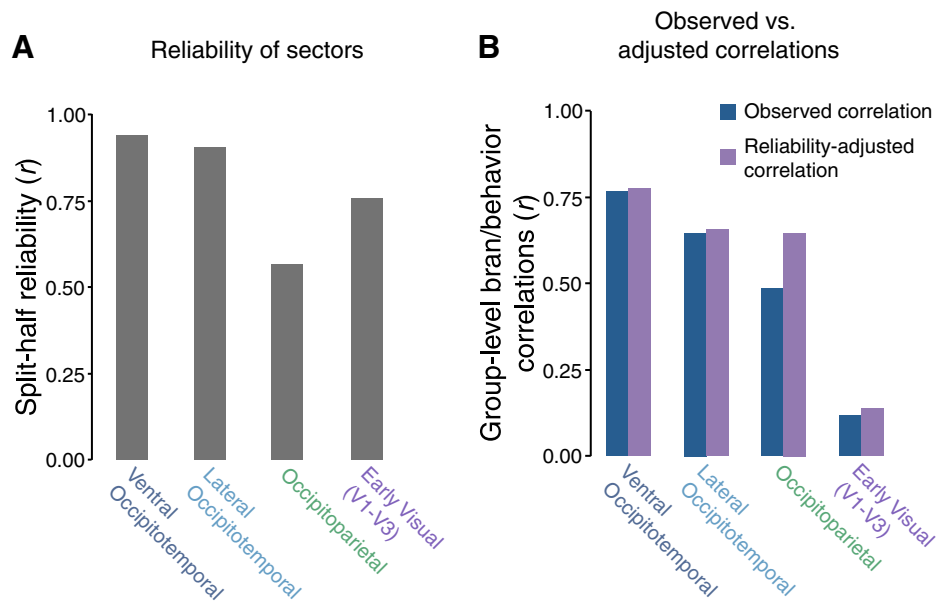 A
Reliability of sectors
Split-half reliability (r)
1.00
0.75
0.50
0.25
0.00
Ventral
Occipitotemporal
Lateral
Occipitotemporal
Occipitoparietal
Early Visual
(V1-V3)
B
Observed vs.
adjusted correlations
Group-level bran/behavior
correlations (r)
1.00
0.75
0.50
0.25
0.00
Observed correlation
Reliability-adjusted
correlation
Ventral
Occipitotemporal
Lateral
Occipitotemporal
Occipitoparietal
Early Visual
(V1-V3)